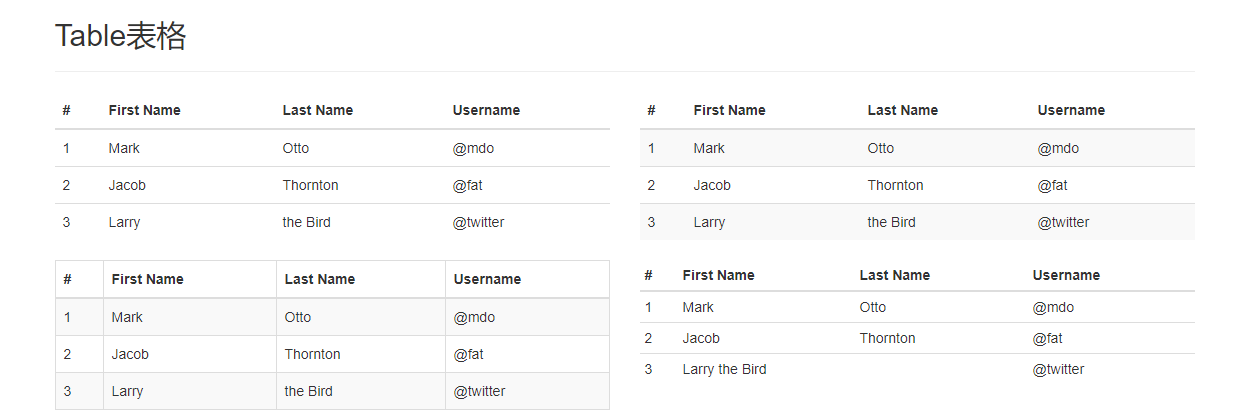 Table表格
# First Name Last Name Username
1 Mark Otto @mdo
2 Jacob Thornton @fat
3 Larry the Bird @twitter
# First Name Last Name Username
1 Mark Otto @mdo
2 Jacob Thornton @fat
3 Larry the Bird @twitter
# First Name Last Name Username
1 Mark Otto @mdo
2 Jacob Thornton @fat
3 Larry the Bird @twitter
# First Name Last Name Username
1 Mark Otto @mdo
2 Jacob Thornton @fat
3 Larry the Bird @twitter